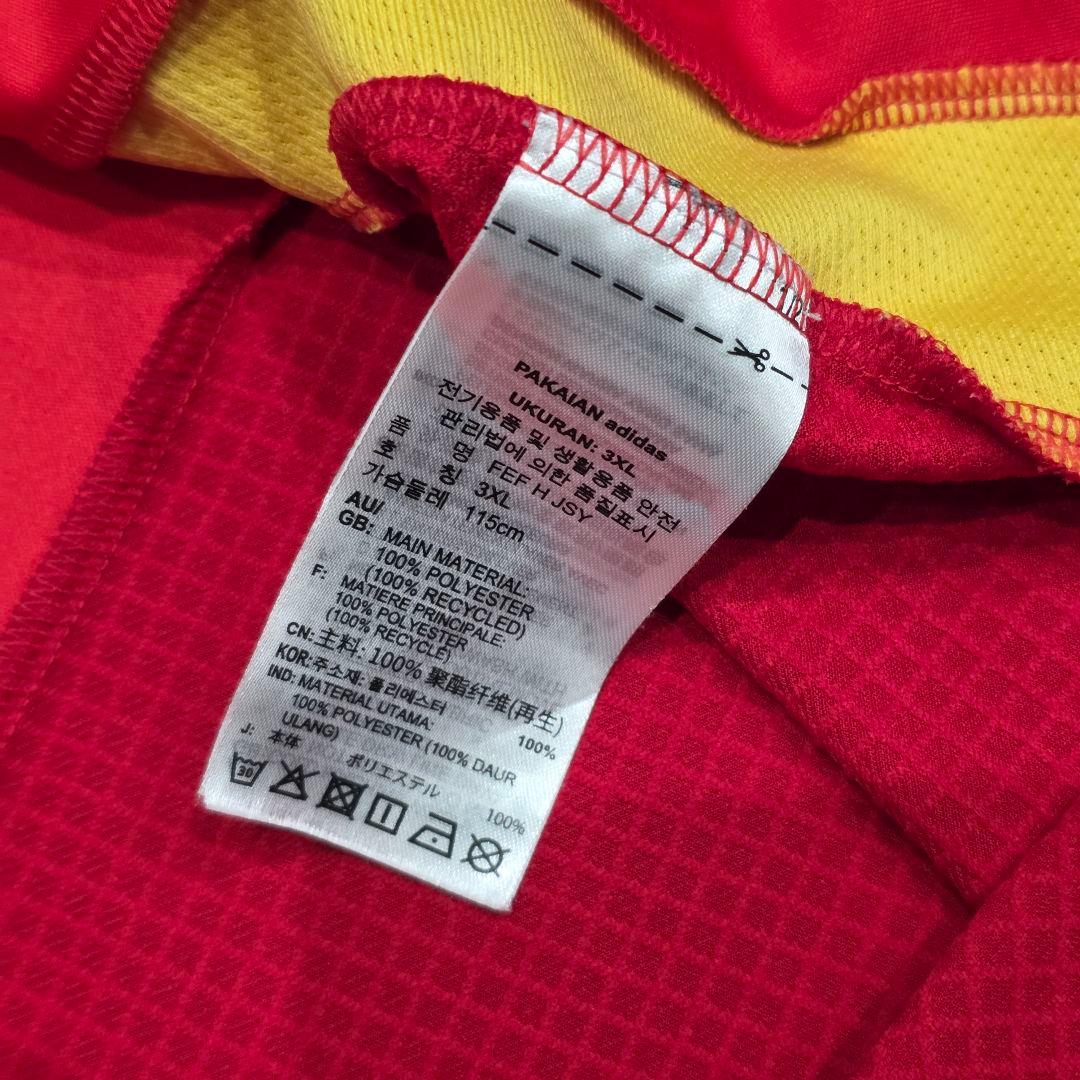 1/2
PAKAIAN adidas
UKURAN: 3XL
전기용품 및 생활용품 안전
관리법에 의한 품질표시
품 명 FEF H JSY
호 칭 3XL
가슴둘레 115cm
AU/
GB: MAIN MATERIAL:
100% POLYESTER
(100% RECYCLED)
F: MATIERE PRINCIPALE:
100% POLYESTER
(100% RECYCLE)
CN: 主料: 100% 聚酯纤维(再生)
KOR:주소재: 폴리에스터 100%
IND: MATERIAL UTAMA:
100% POLYESTER (100% DAUR
ULANG)
J: 本体
ポリエステル 100%
30